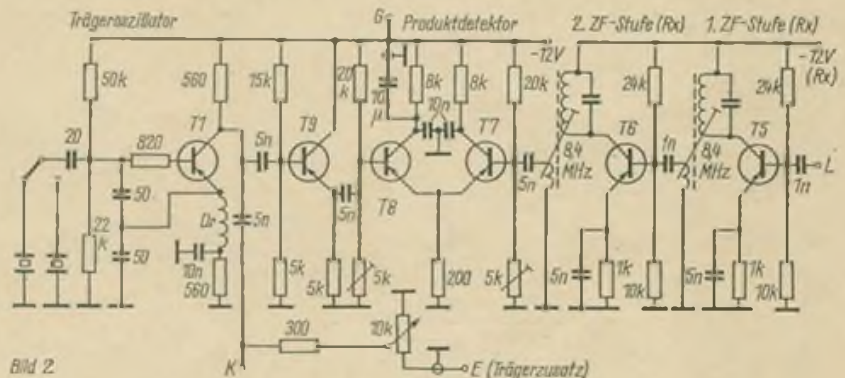 Trägeroszillator
G
Produktdetektor
2. ZF-Stufe (Rx)
1. ZF-Stufe (Rx)
-12V
-12V
(Rx)
50k
560
15k
20
k
10
µ
8k
8k
20k
24k
24k
10n
20
820
T1
5n
T9
T8
T7
5n
8,4
MHz
T6
1n
8,4
MHz
T5
1n
L
50
Dr
5n
5n
22
k
50
10n
560
5k
5k
5k
200
5k
5n
1k
10k
5n
1k
10k
300
10k
Bild 2
K
E (Trägerzusatz)